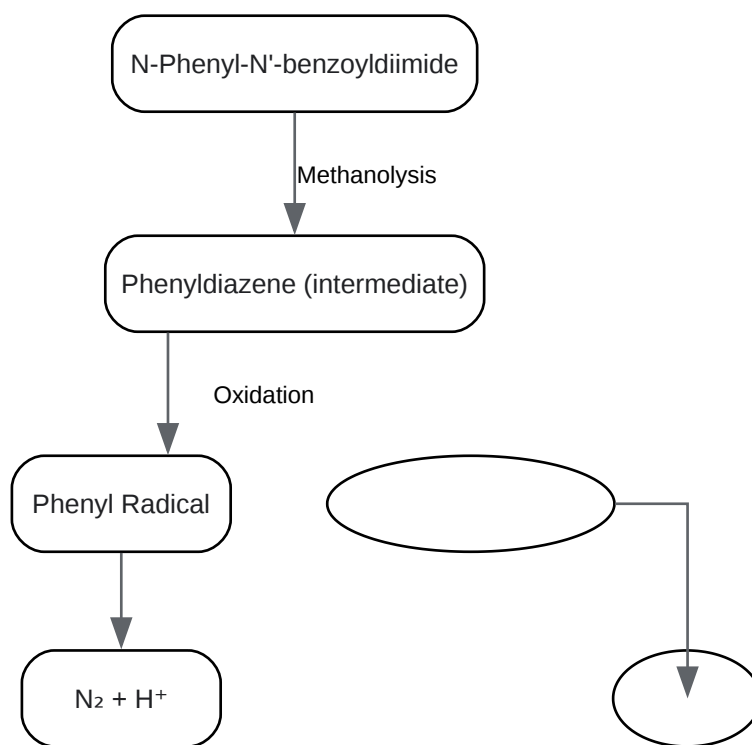 N-Phenyl-N'-benzoyldiimide
Methanolysis
Phenyldiazene (intermediate)
Oxidation
Phenyl Radical
N₂ + H⁺